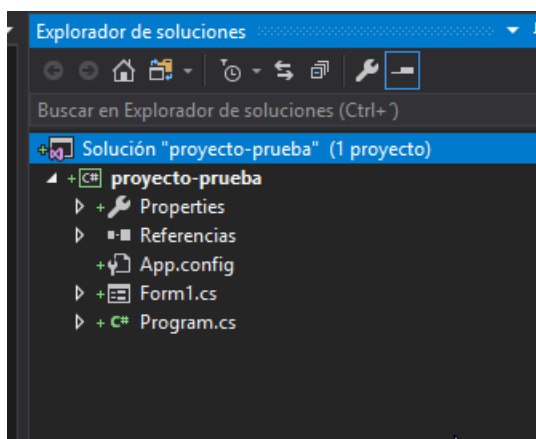 Explorador de soluciones
Buscar en Explorador de soluciones (Ctrl+´)
Solución "proyecto-prueba" (1 proyecto)
C# proyecto-prueba
Properties
Referencias
App.config
Form1.cs
C# Program.cs